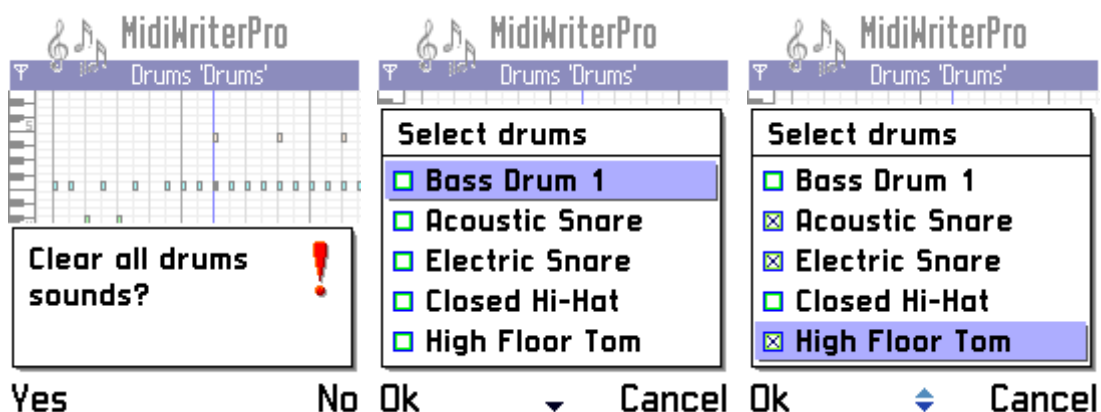 MidiWriterPro
Drums 'Drums'
Clear all drums
sounds?
Yes No
MidiWriterPro
Drums 'Drums'
Select drums
Bass Drum 1
Acoustic Snare
Electric Snare
Closed Hi-Hat
High Floor Tom
Ok Cancel
MidiWriterPro
Drums 'Drums'
Select drums
Bass Drum 1
Acoustic Snare
Electric Snare
Closed Hi-Hat
High Floor Tom
Ok Cancel